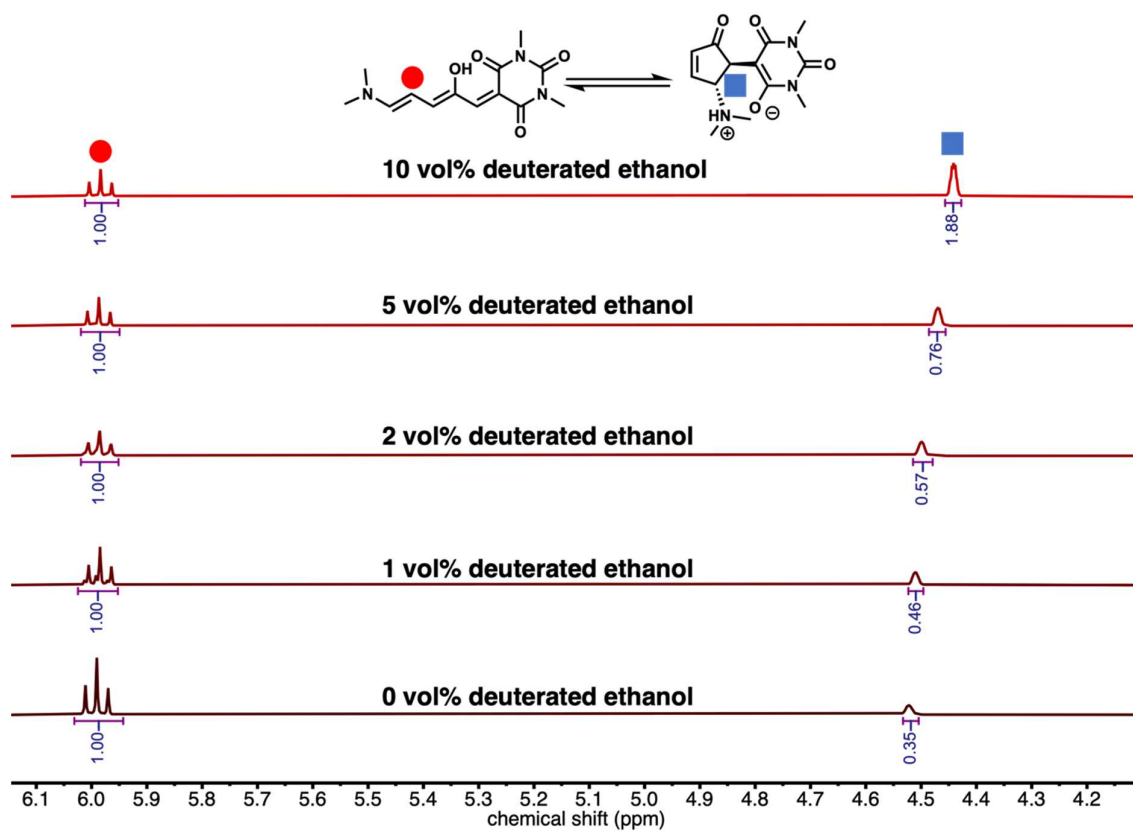 O
N
O
OH
O
N
O
N
N
O
O
N
O
N
O
HN
⊕
⊖
10 vol% deuterated ethanol
1.00
1.88
5 vol% deuterated ethanol
1.00
0.76
2 vol% deuterated ethanol
1.00
0.57
1 vol% deuterated ethanol
1.00
0.46
0 vol% deuterated ethanol
1.00
0.35
6.1 6.0 5.9 5.8 5.7 5.6 5.5 5.4 5.3 5.2 5.1 5.0 4.9 4.8 4.7 4.6 4.5 4.4 4.3 4.2
chemical shift (ppm)